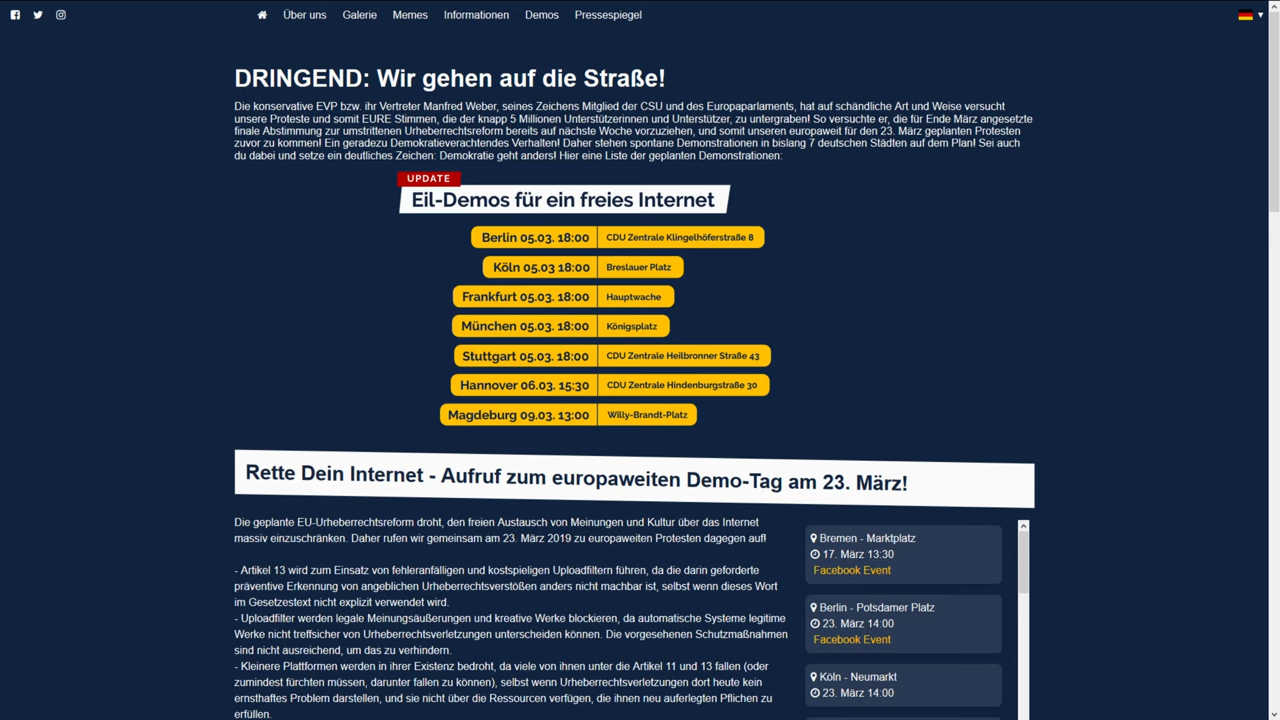 Über uns Galerie Memes Informationen Demos Pressespiegel
DRINGEND: Wir gehen auf die Straße!
Die konservative EVP bzw. ihr Vertreter Manfred Weber, seines Zeichens Mitglied der CSU und des Europaparlaments, hat auf schändliche Art und Weise versucht
unsere Proteste und somit EURE Stimmen, die der knapp 5 Millionen Unterstützerinnen und Unterstützer, zu untergraben! So versuchte er, die für Ende März angesetzte
finale Abstimmung zur umstrittenen Urheberrechtsreform bereits auf nächste Woche vorzuziehen, und somit unseren europaweit für den 23. März geplanten Protesten
zuvor zu kommen! Ein geradezu Demokratieverachtendes Verhalten! Daher stehen spontane Demonstrationen in bislang 7 deutschen Städten auf dem Plan! Sei auch
du dabei und setze ein deutliches Zeichen: Demokratie geht anders! Hier eine Liste der geplanten Demonstrationen:
UPDATE
Eil-Demos für ein freies Internet
Berlin 05.03. 18:00 CDU Zentrale Klingelhöferstraße 8
Köln 05.03 18:00 Breslauer Platz
Frankfurt 05.03. 18:00 Hauptwache
München 05.03. 18:00 Königsplatz
Stuttgart 05.03. 18:00 CDU Zentrale Heilbronner Straße 43
Hannover 06.03. 15:30 CDU Zentrale Hindenburgstraße 30
Magdeburg 09.03. 13:00 Willy-Brandt-Platz
Rette Dein Internet - Aufruf zum europaweiten Demo-Tag am 23. März!
Die geplante EU-Urheberrechtsreform droht, den freien Austausch von Meinungen und Kultur über das Internet
massiv einzuschränken. Daher rufen wir gemeinsam am 23. März 2019 zu europaweiten Protesten dagegen auf!
- Artikel 13 wird zum Einsatz von fehleranfälligen und kostspieligen Uploadfiltern führen, da die darin geforderte
präventive Erkennung von angeblichen Urheberrechtsverstößen anders nicht machbar ist, selbst wenn dieses Wort
im Gesetzestext nicht explizit verwendet wird.
- Uploadfilter werden legale Meinungsäußerungen und kreative Werke blockieren, da automatische Systeme legitime
Werke nicht treffsicher von Urheberrechtsverletzungen unterscheiden können. Die vorgesehenen Schutzmaßnahmen
sind nicht ausreichend, um das zu verhindern.
- Kleinere Plattformen werden in ihrer Existenz bedroht, da viele von ihnen unter die Artikel 11 und 13 fallen (oder
zumindest fürchten müssen, darunter fallen zu können), selbst wenn Urheberrechtsverletzungen dort heute kein
ernsthaftes Problem darstellen, und sie nicht über die Ressourcen verfügen, die ihnen neu auferlegten Pflichen zu
erfüllen.
Bremen - Marktplatz
17. März 13:30
Facebook Event
Berlin - Potsdamer Platz
23. März 14:00
Facebook Event
Köln - Neumarkt
23. März 14:00